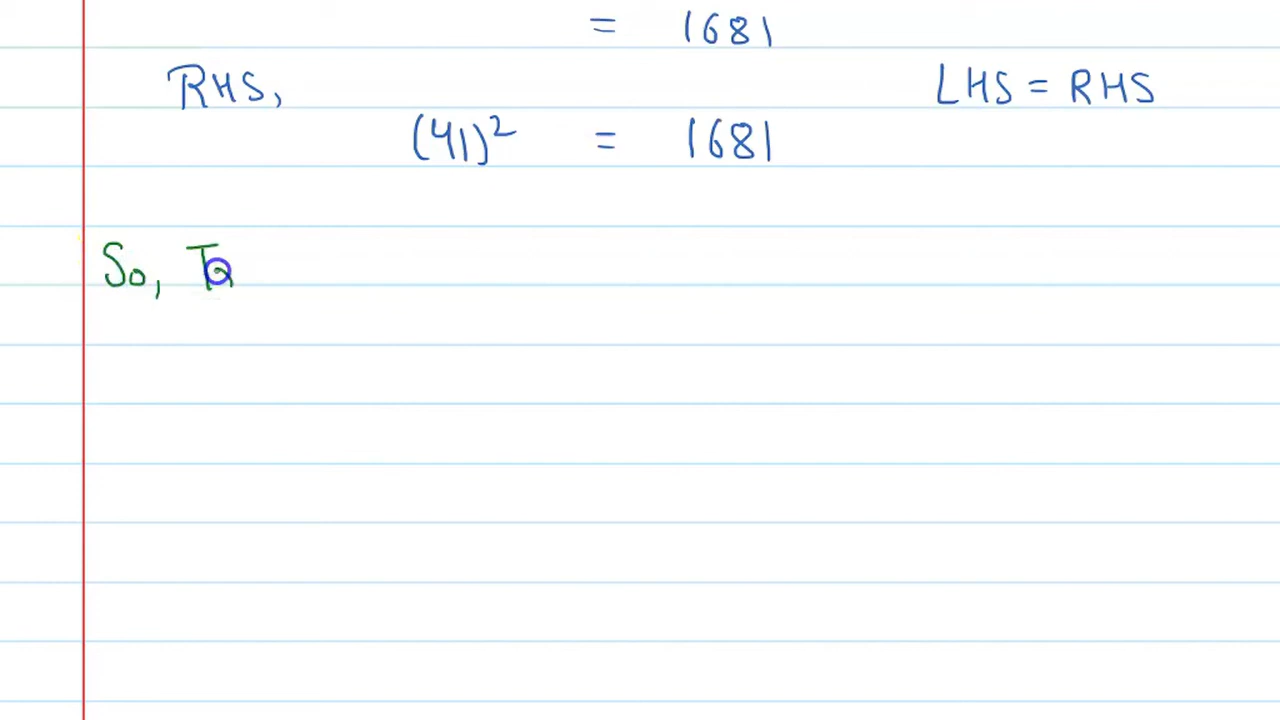 = 1681
RHS, LHS = RHS
(41)² = 1681
So,